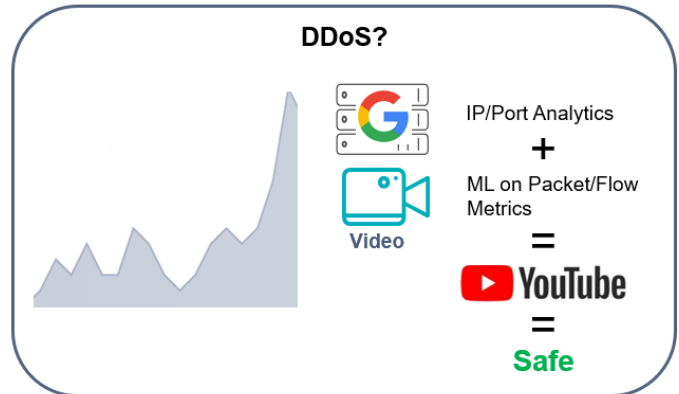 DDoS?
IP/Port Analytics
+
ML on Packet/Flow
Metrics
Video
=
YouTube
=
Safe